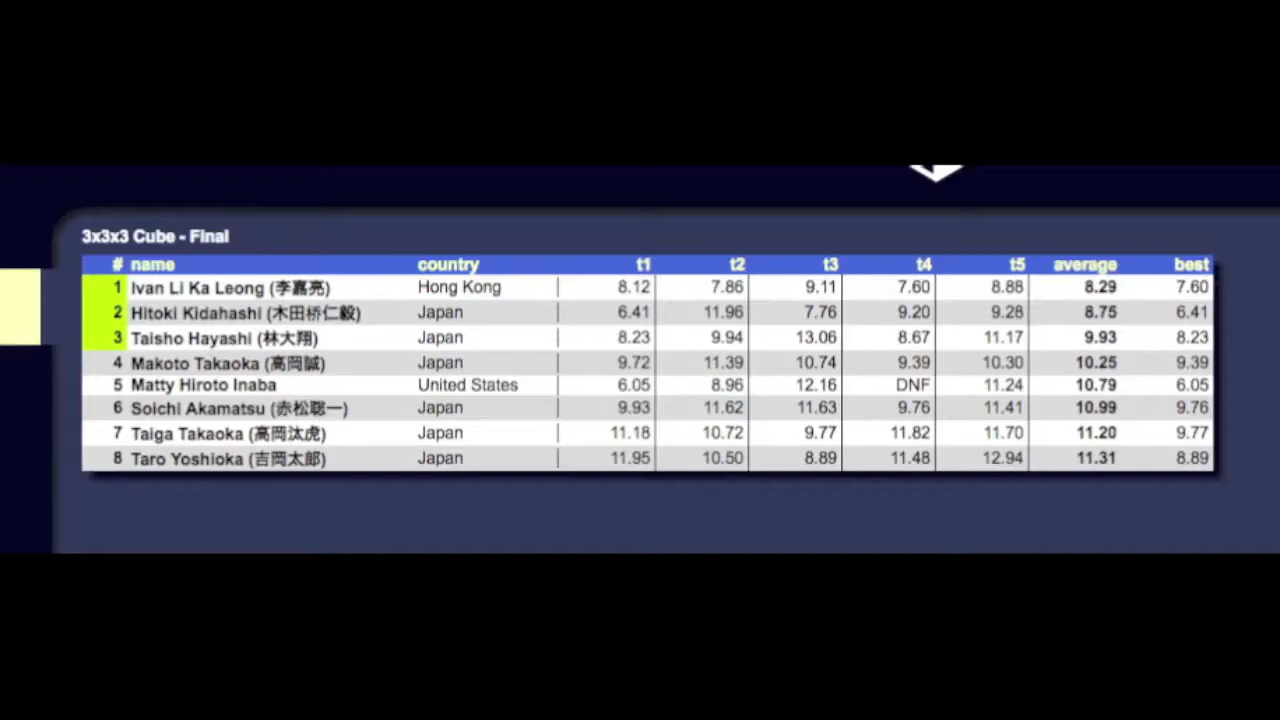 3x3x3 Cube - Final
# name country t1 t2 t3 t4 t5 average best
1 Ivan Li Ka Leong (李嘉亮) Hong Kong 8.12 7.86 9.11 7.60 8.88 8.29 7.60
2 Hitoki Kidahashi (木田桥仁毅) Japan 6.41 11.96 7.76 9.20 9.28 8.75 6.41
3 Taisho Hayashi (林大翔) Japan 8.23 9.94 13.06 8.67 11.17 9.93 8.23
4 Makoto Takaoka (高岡誠) Japan 9.72 11.39 10.74 9.39 10.30 10.25 9.39
5 Matty Hiroto Inaba United States 6.05 8.96 12.16 DNF 11.24 10.79 6.05
6 Soichi Akamatsu (赤松聡一) Japan 9.93 11.62 11.63 9.76 11.41 10.99 9.76
7 Taiga Takaoka (高岡汰虎) Japan 11.18 10.72 9.77 11.82 11.70 11.20 9.77
8 Taro Yoshioka (吉岡太郎) Japan 11.95 10.50 8.89 11.48 12.94 11.31 8.89